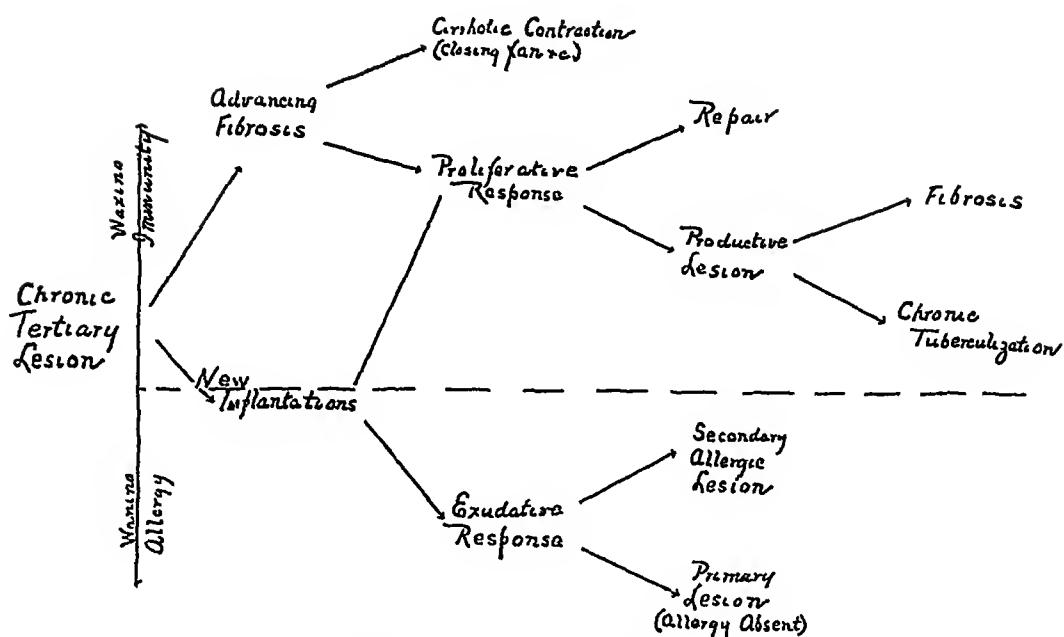 Cirrhotic Contraction
(Closing
Advancing
Fibrosis
Repair
Proliferative
Response
Waxing
Immunity
Fibrosis
Productive
Lesion
Chronic
Tertiary
Lesion
Chronic
Tuberculization
New
Implantations
Secondary
Allergic
Lesion
Waning
Allergy
Exudative
Response
Primary
Lesion
(Allergy Absent)